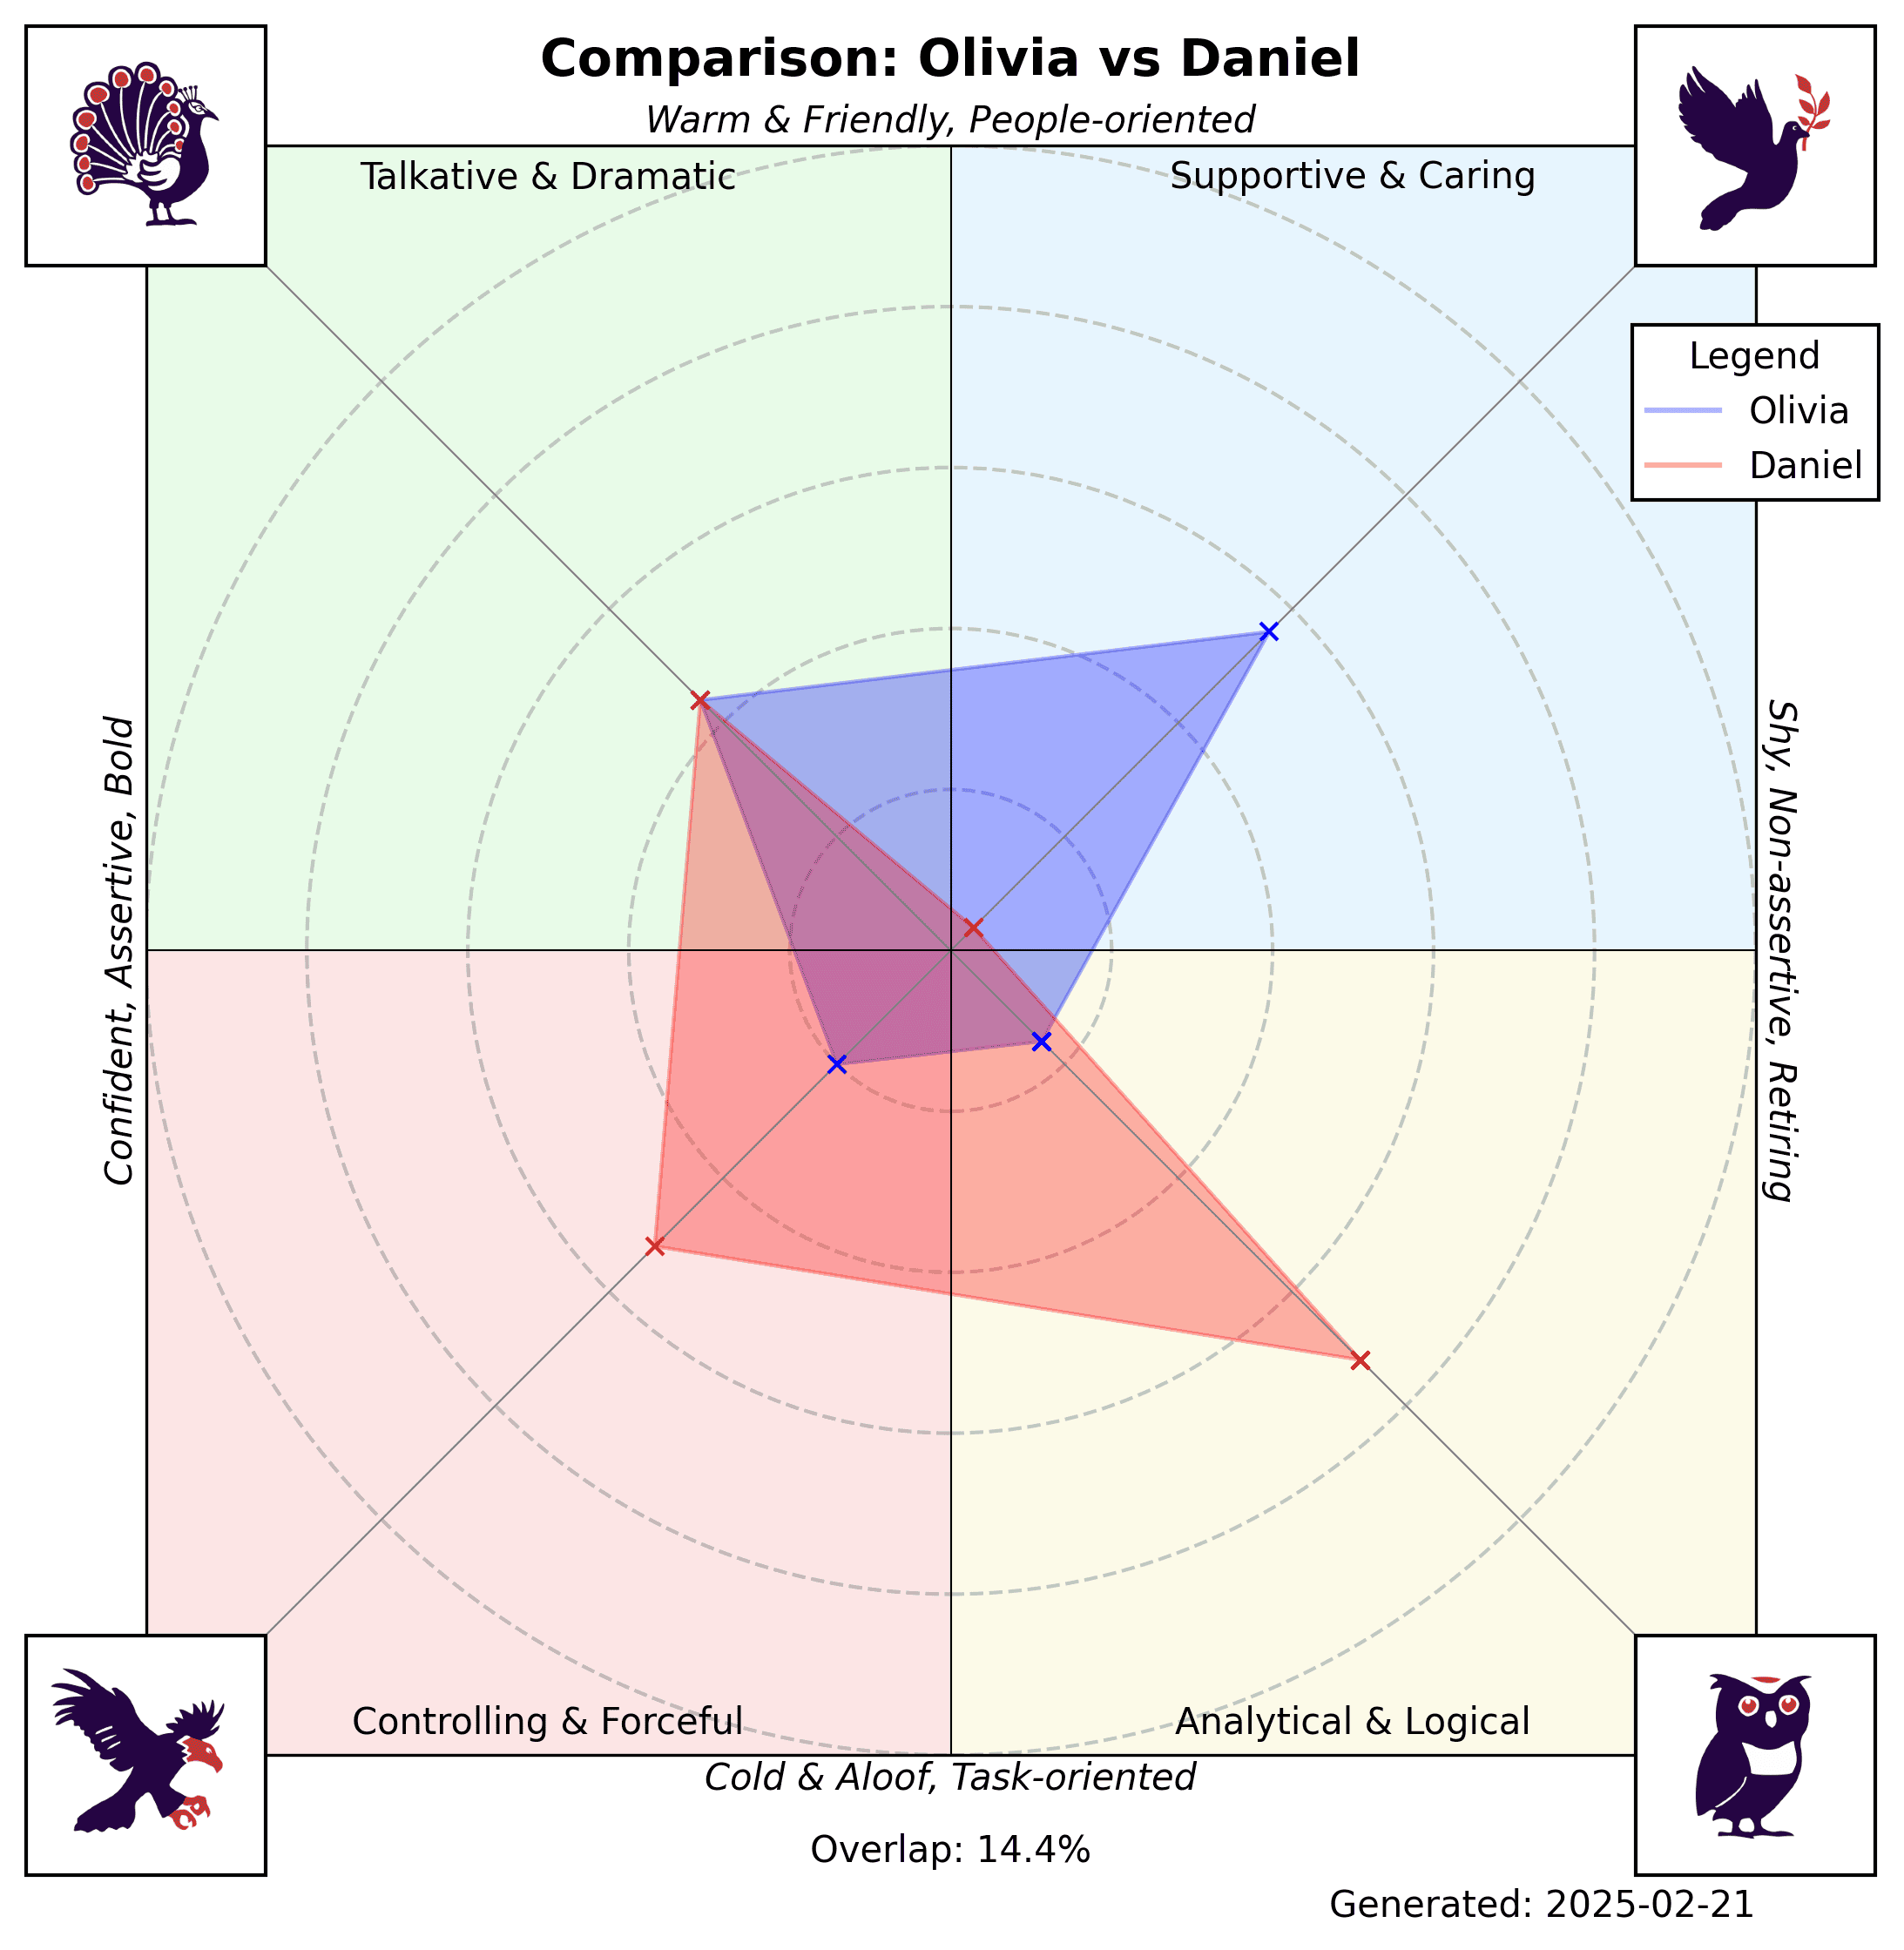 Comparison: Olivia vs Daniel
Warm & Friendly, People-oriented
Talkative & Dramatic
Supportive & Caring
Legend
Olivia
Daniel
Confident, Assertive, Bold
Shy, Non-assertive, Retiring
Controlling & Forceful
Analytical & Logical
Cold & Aloof, Task-oriented
Overlap: 14.4%
Generated: 2025-02-21